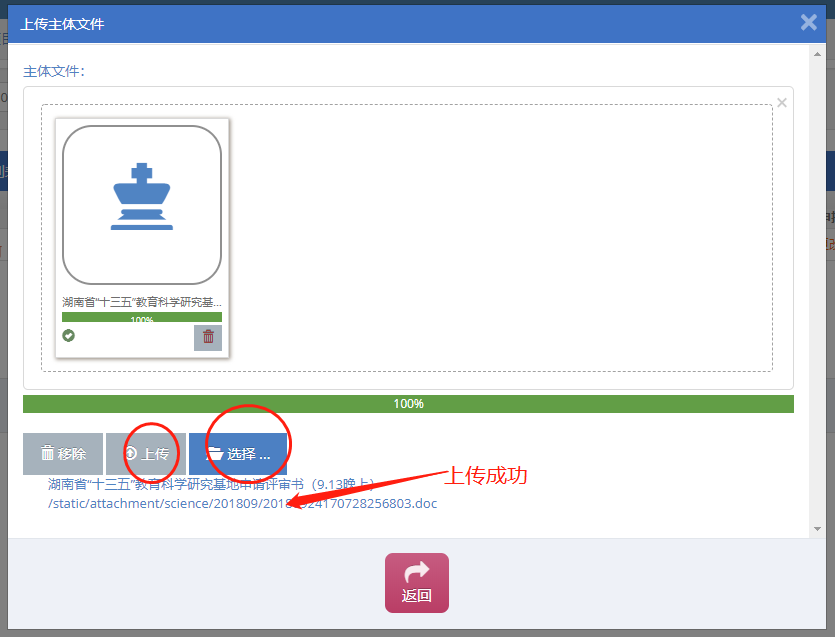 上传主体文件
主体文件：
湖南省"十三五"教育科学研究基...
100%
100%
移除
上传
选择 ...
湖南省"十三五"教育科学研究基地申请评审书（9.13晚上）
上传成功
/static/attachment/science/201809/20180924170728256803.doc
返回